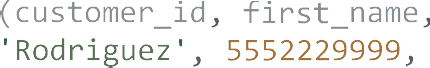 (customer_id, first_name,
'Rodriguez', 5552229999,